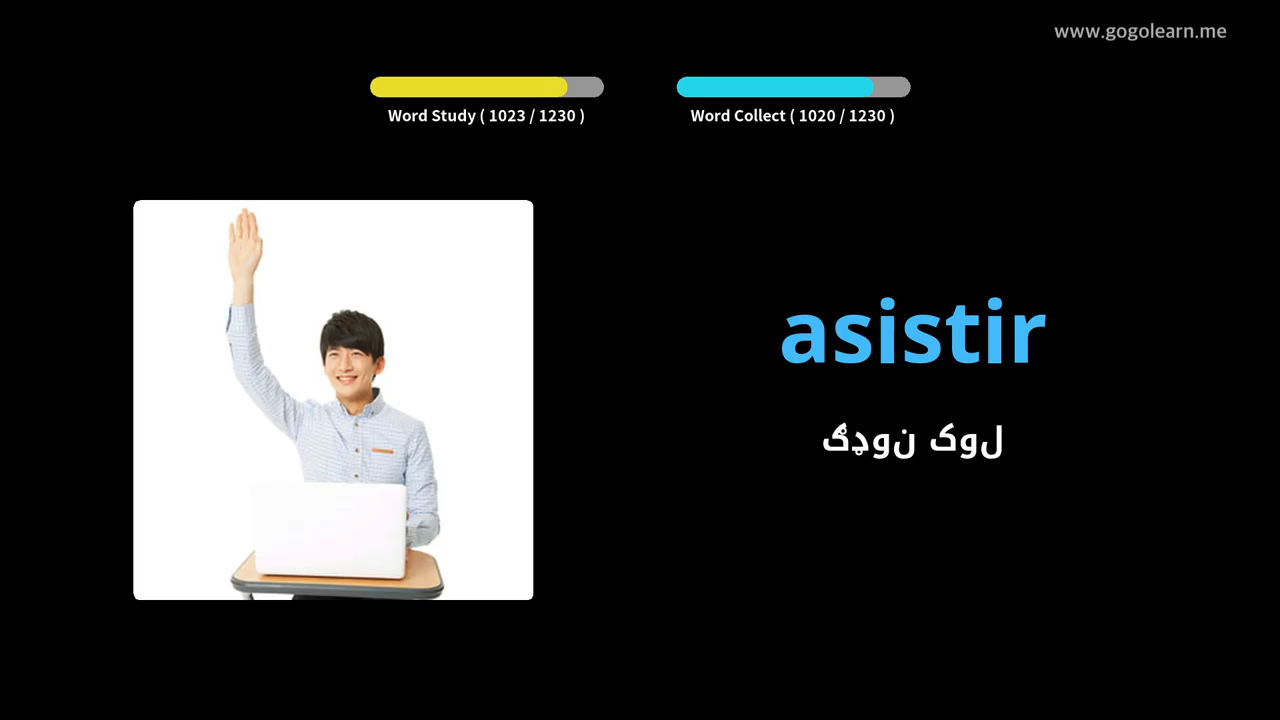 www.gogolearn.me
Word Study ( 1023 / 1230 )
Word Collect ( 1020 / 1230 )
asistir
ګډون کول